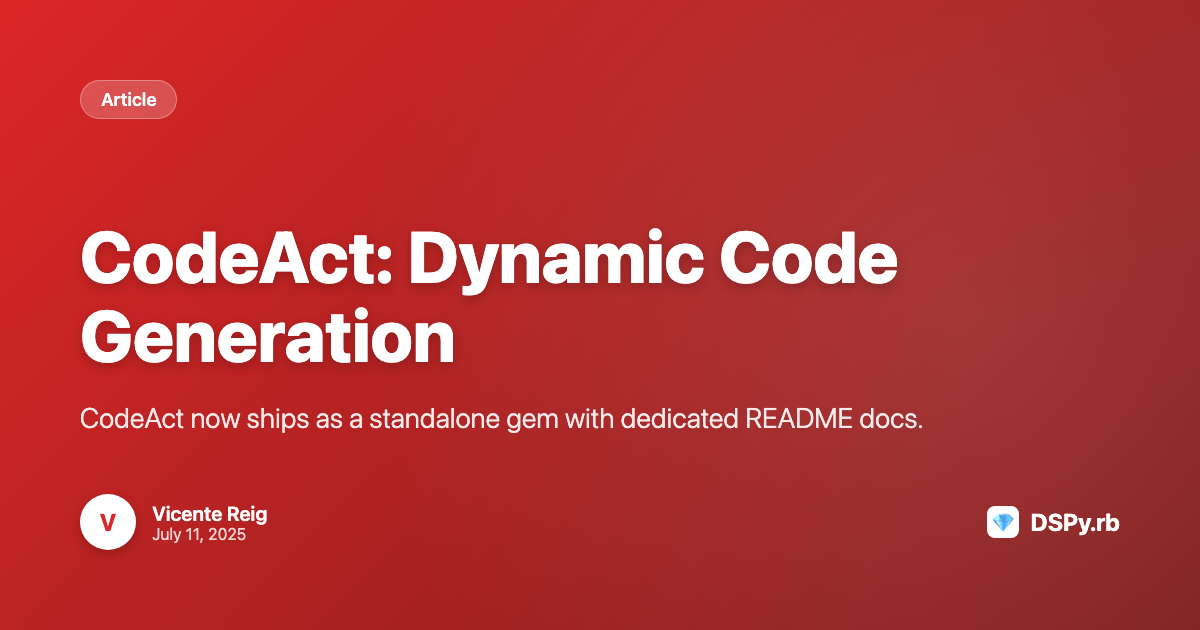 Article
CodeAct: Dynamic Code
Generation
CodeAct now ships as a standalone gem with dedicated README docs.
V
Vicente Reig
July 11, 2025
DSPy.rb